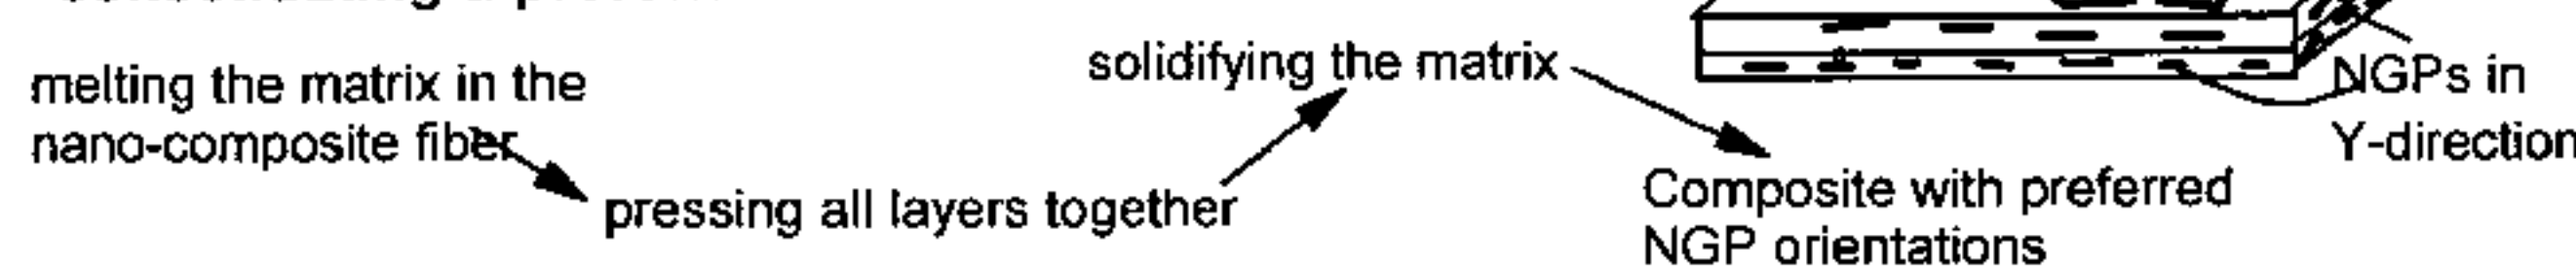 melting the matrix in the
nano-composite fiber
pressing all layers together
solidifying the matrix
Composite with preferred
NGP orientations
NGPs in
Y-direction